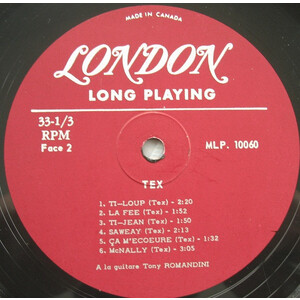 MADE IN CANADA
LONDON
LONG PLAYING
33-1/3
RPM
Face 2
MLP. 10060
TEX
1. TI-LOUP (Tex) - 2:20
2. LA FEE (Tex) - 1:52
3. TI-JEAN (Tex) - 1:50
4. SAWEAY (Tex) - 2:13
5. ÇA M'ECOEURE (Tex) - 1:32
6. McNALLY (Tex) - 3:05
A la guitare Tony ROMANDINI